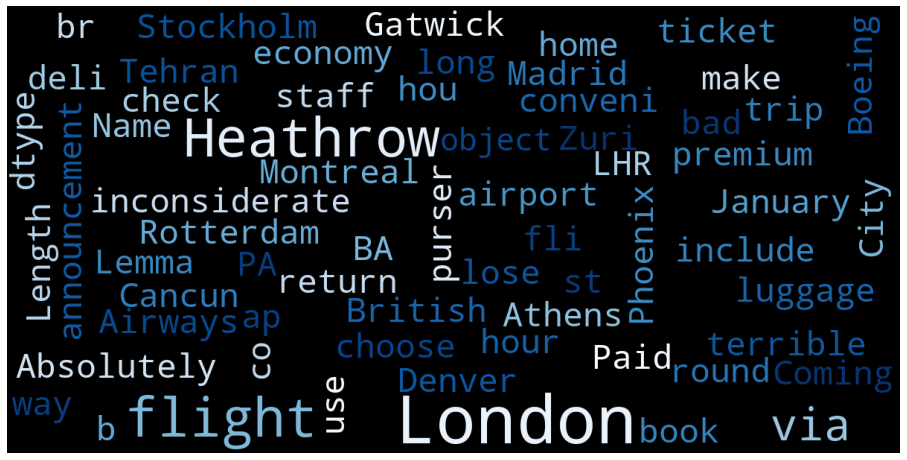 br Stockholm Gatwick
economy home ticket
deli Tehran long Madrid make Boeing
check staff hou conveni trip
dtype announcement Name Heathrow object Zuri bad
Montreal LHR premium
inconsiderate purser airport Phoenix January City
Length Rotterdam BA fli include
Lemma PA return lose st luggage
Cancun British Athens
Airways ap choose hour terrible
Absolutely co Paid round Coming
way use Denver
b flight London book via